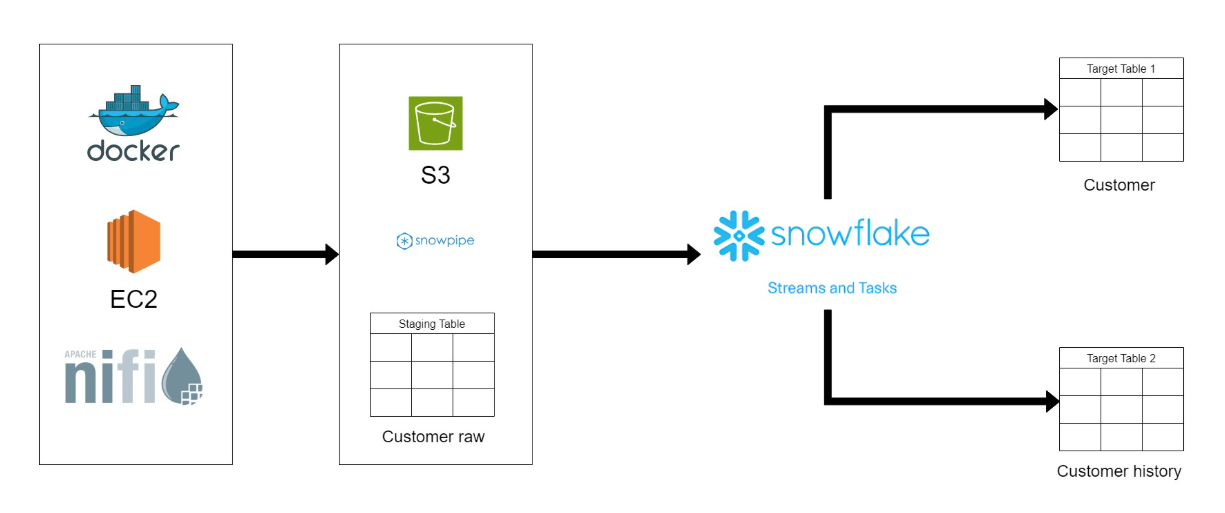 docker
EC2
APACHE
nifi
S3
snowpipe
Staging Table
Customer raw
snowflake
Streams and Tasks
Target Table 1
Customer
Target Table 2
Customer history